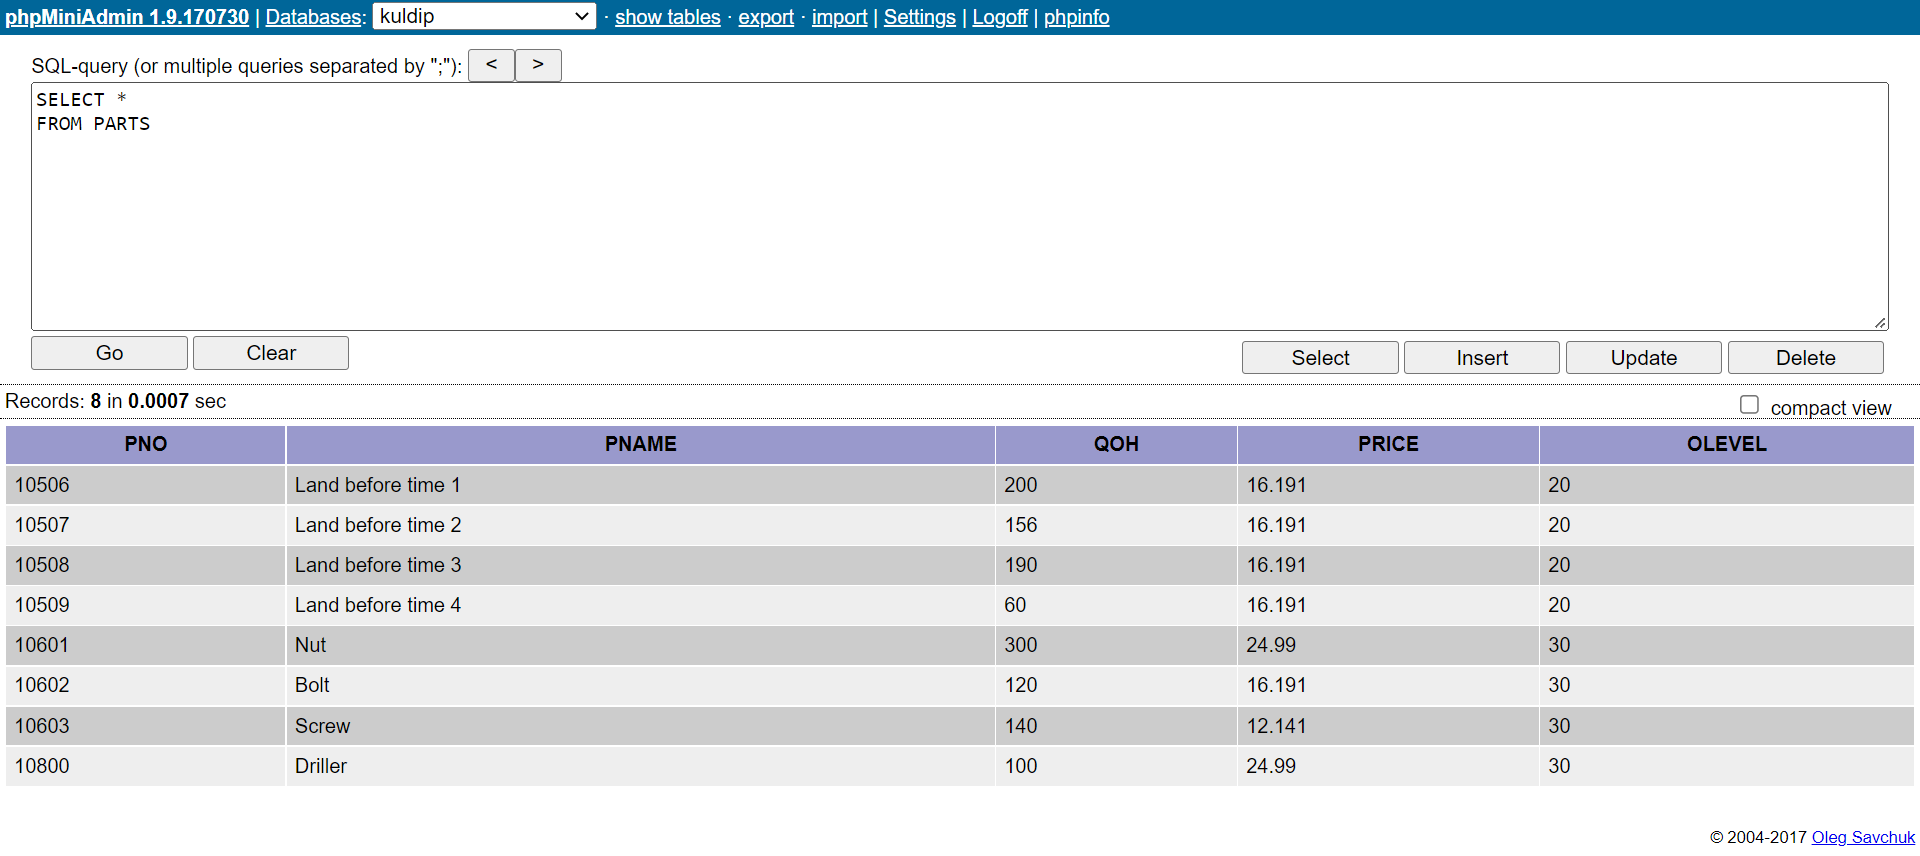 phpMiniAdmin 1.9.170730 | Databases: kuldip · show tables · export · import | Settings | Logoff | phpinfo
SQL-query (or multiple queries separated by ";"): < >
SELECT *
FROM PARTS
Go Clear Select Insert Update Delete
Records: 8 in 0.0007 sec compact view
PNO PNAME QOH PRICE OLEVEL
10506 Land before time 1 200 16.191 20
10507 Land before time 2 156 16.191 20
10508 Land before time 3 190 16.191 20
10509 Land before time 4 60 16.191 20
10601 Nut 300 24.99 30
10602 Bolt 120 16.191 30
10603 Screw 140 12.141 30
10800 Driller 100 24.99 30
© 2004-2017 Oleg Savchuk